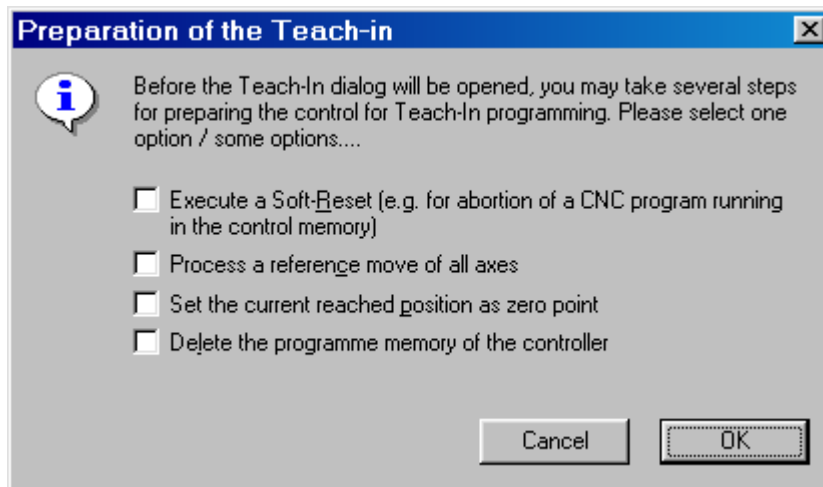 Preparation of the Teach-in
Before the Teach-In dialog will be opened, you may take several steps
for preparing the control for Teach-In programming. Please select one
option / some options....
Execute a Soft-Reset (e.g. for abortion of a CNC program running
in the control memory)
Process a reference move of all axes
Set the current reached position as zero point
Delete the programme memory of the controller
Cancel OK